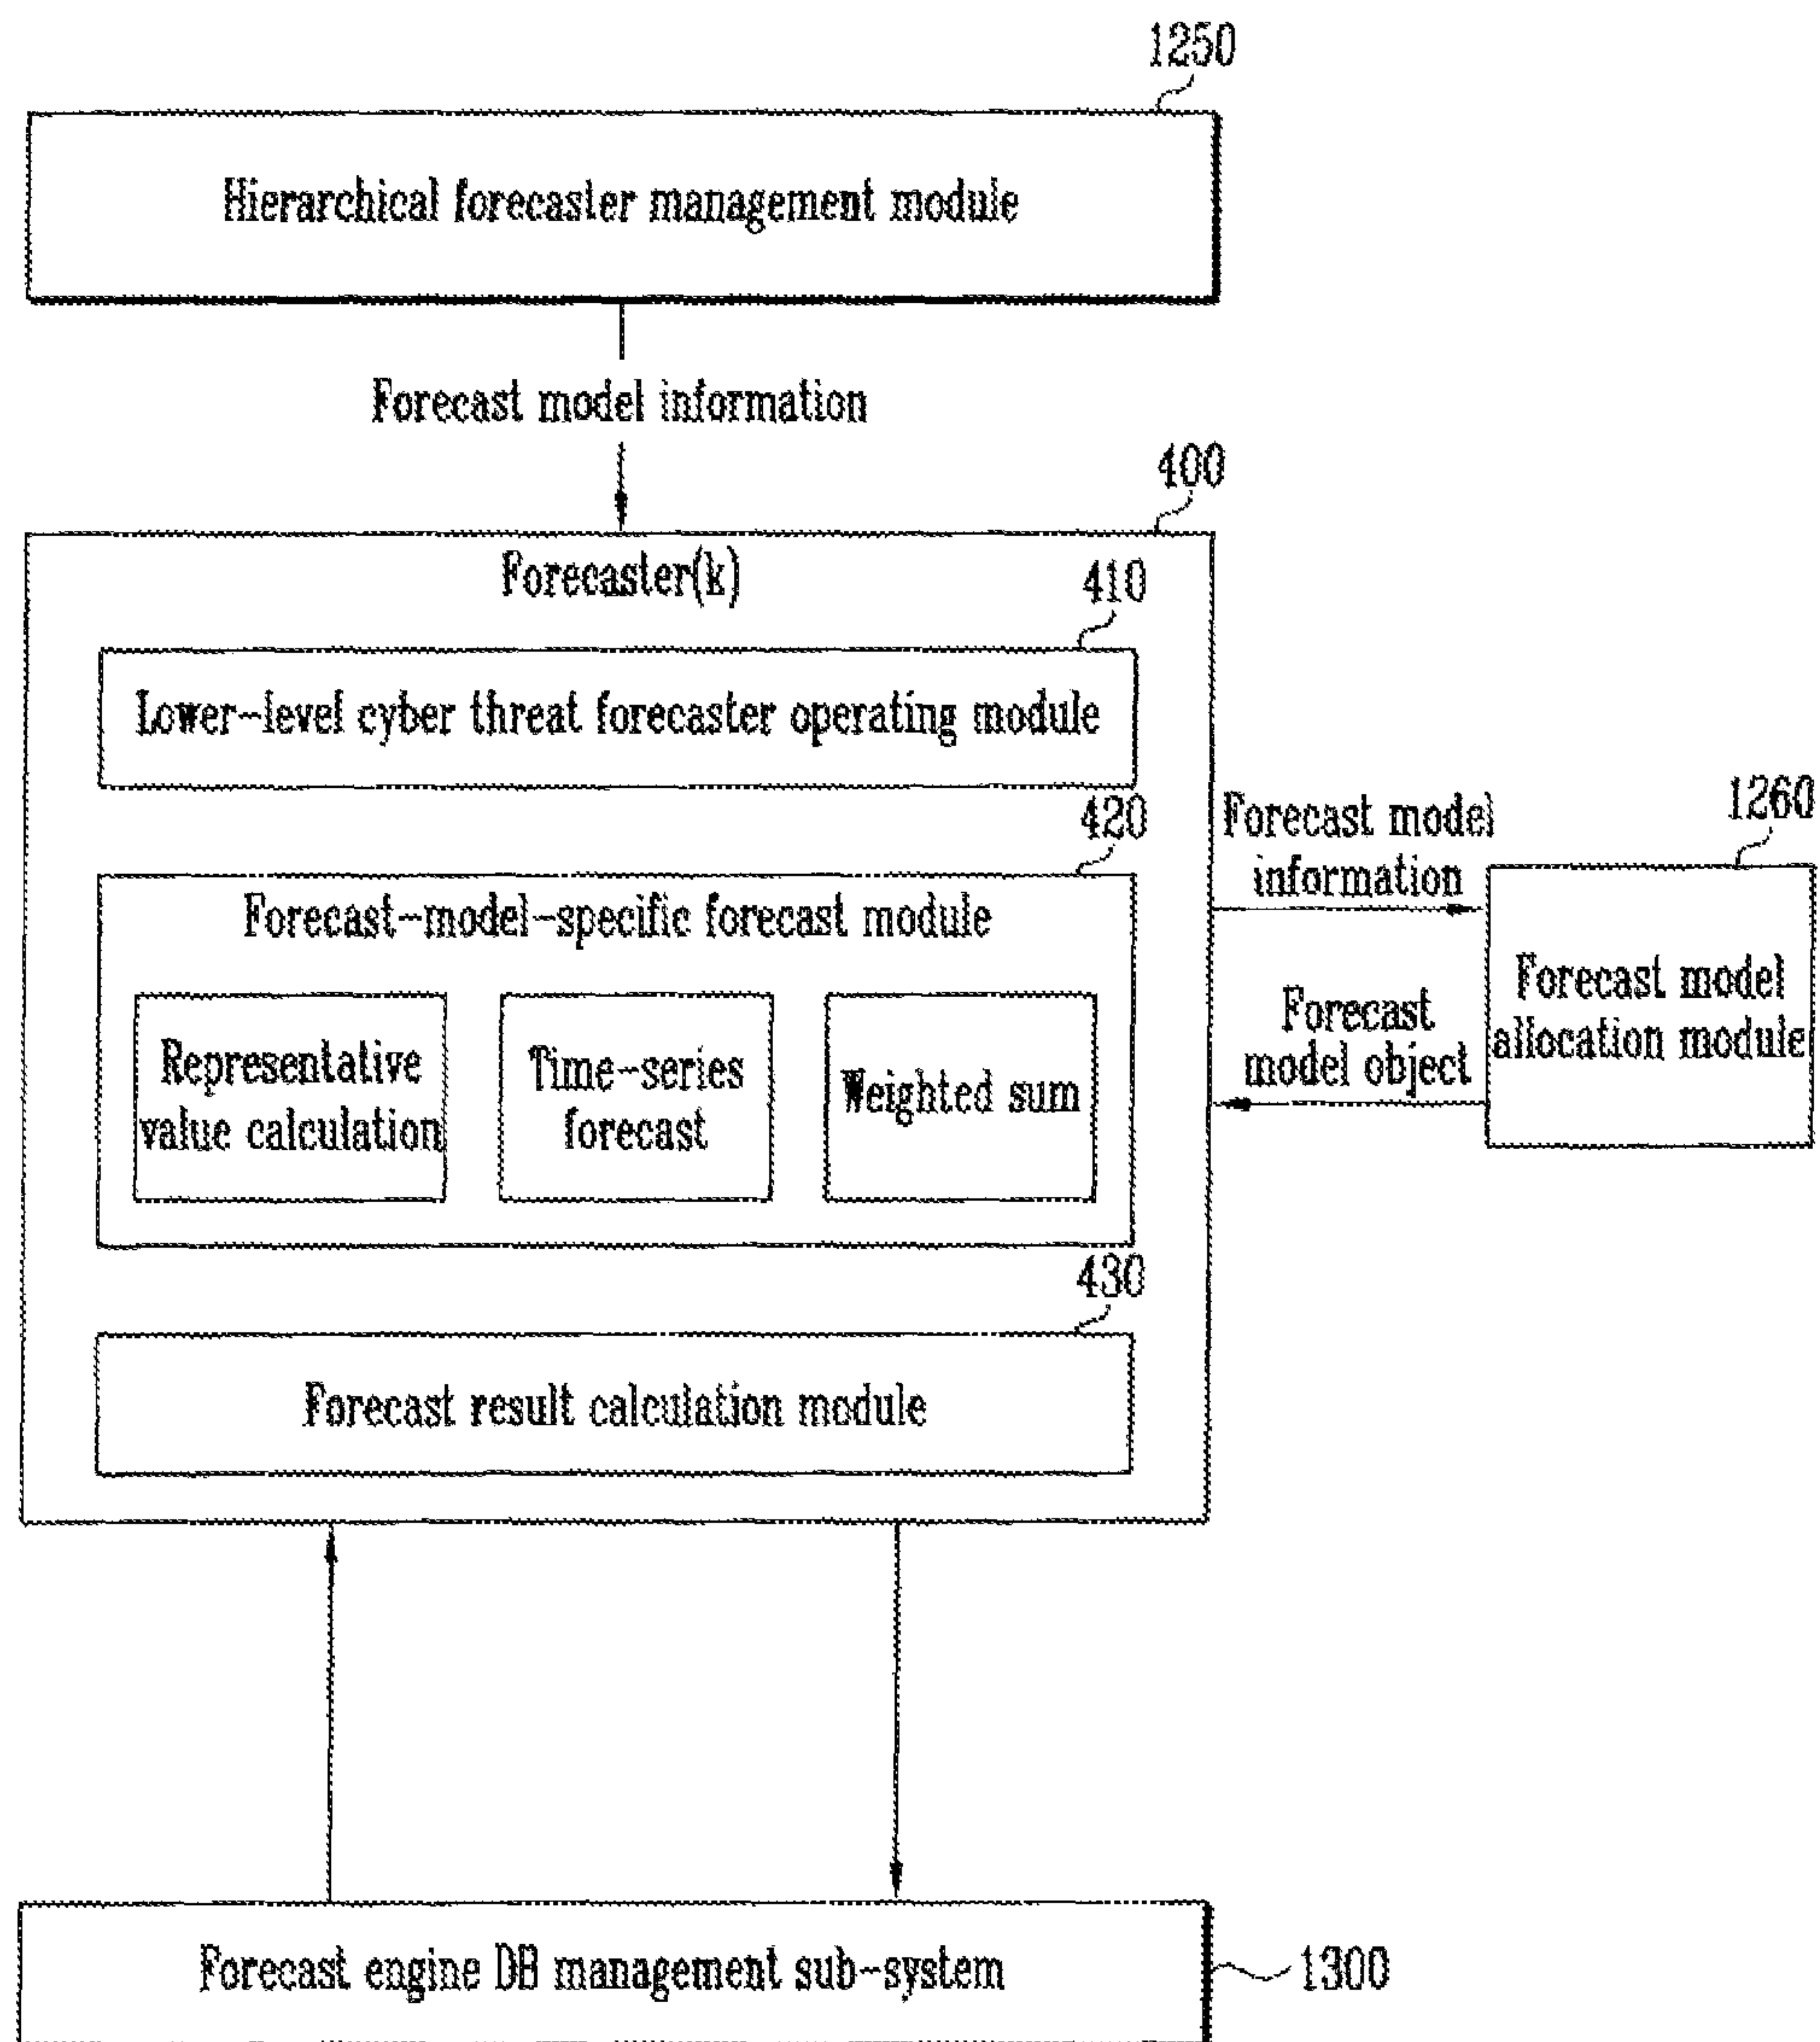 1250
Hierarchical forecaster management module
Forecast model information
400
Forecaster(k)
410
Lower-level cyber threat forecaster operating module
420
Forecast-model-specific forecast module
Representative
value calculation
Time-series
forecast
Weighted sum
Forecast model
information
1260
Forecast model
allocation module
Forecast
model object
430
Forecast result calculation module
Forecast engine DB management sub-system
1300